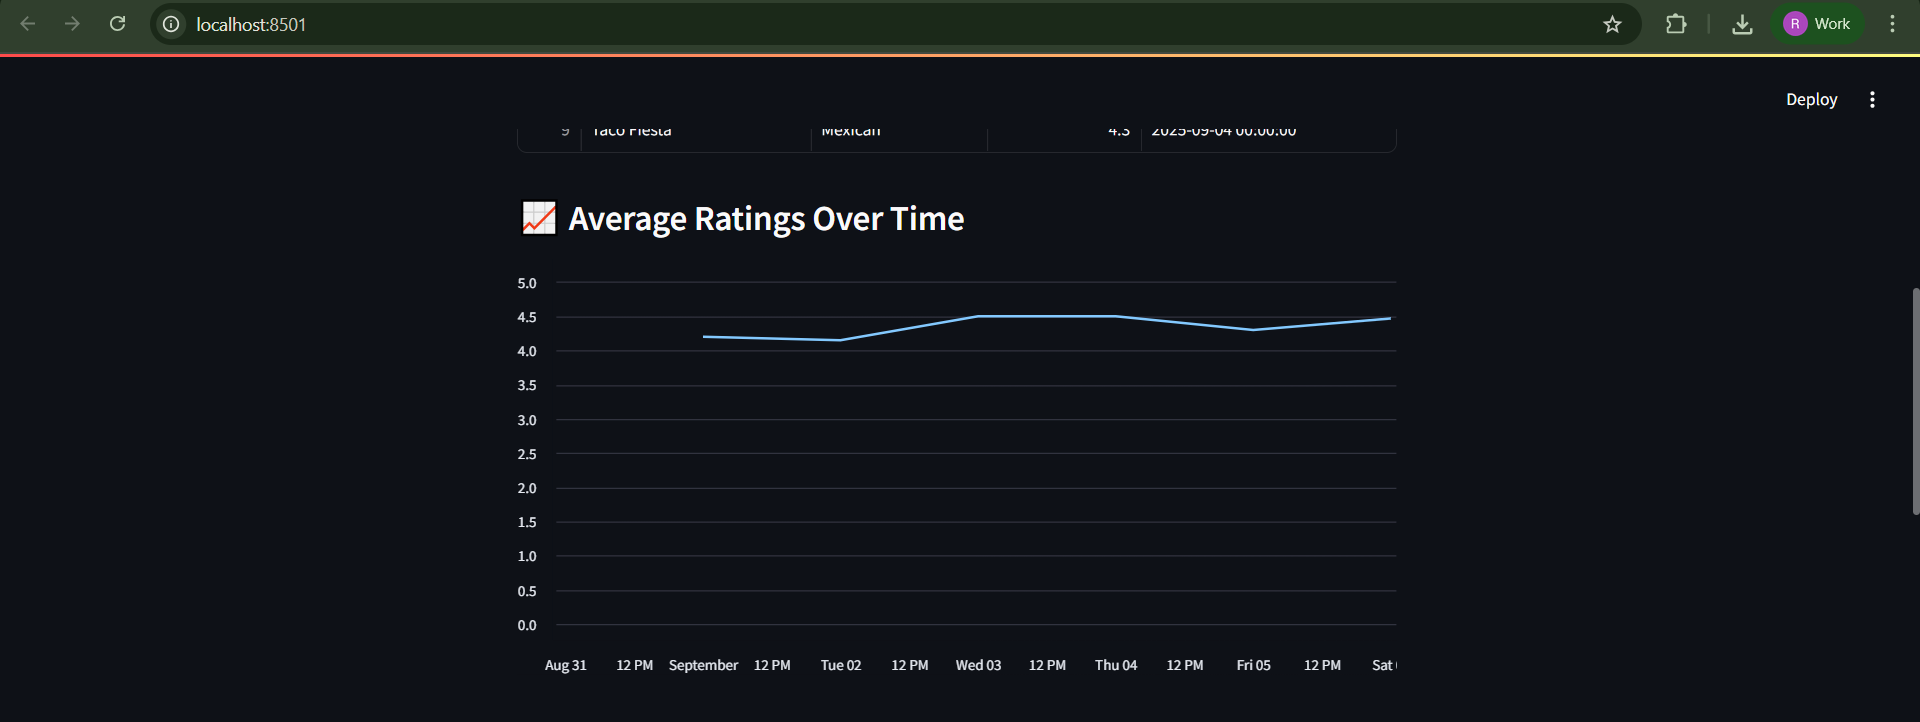 localhost:8501
R Work
Deploy
9 Taco Fiesta Mexican 4.3 2025-09-04 00:00:00
Average Ratings Over Time
5.0
4.5
4.0
3.5
3.0
2.5
2.0
1.5
1.0
0.5
0.0
Aug 31 12 PM September 12 PM Tue 02 12 PM Wed 03 12 PM Thu 04 12 PM Fri 05 12 PM Sat